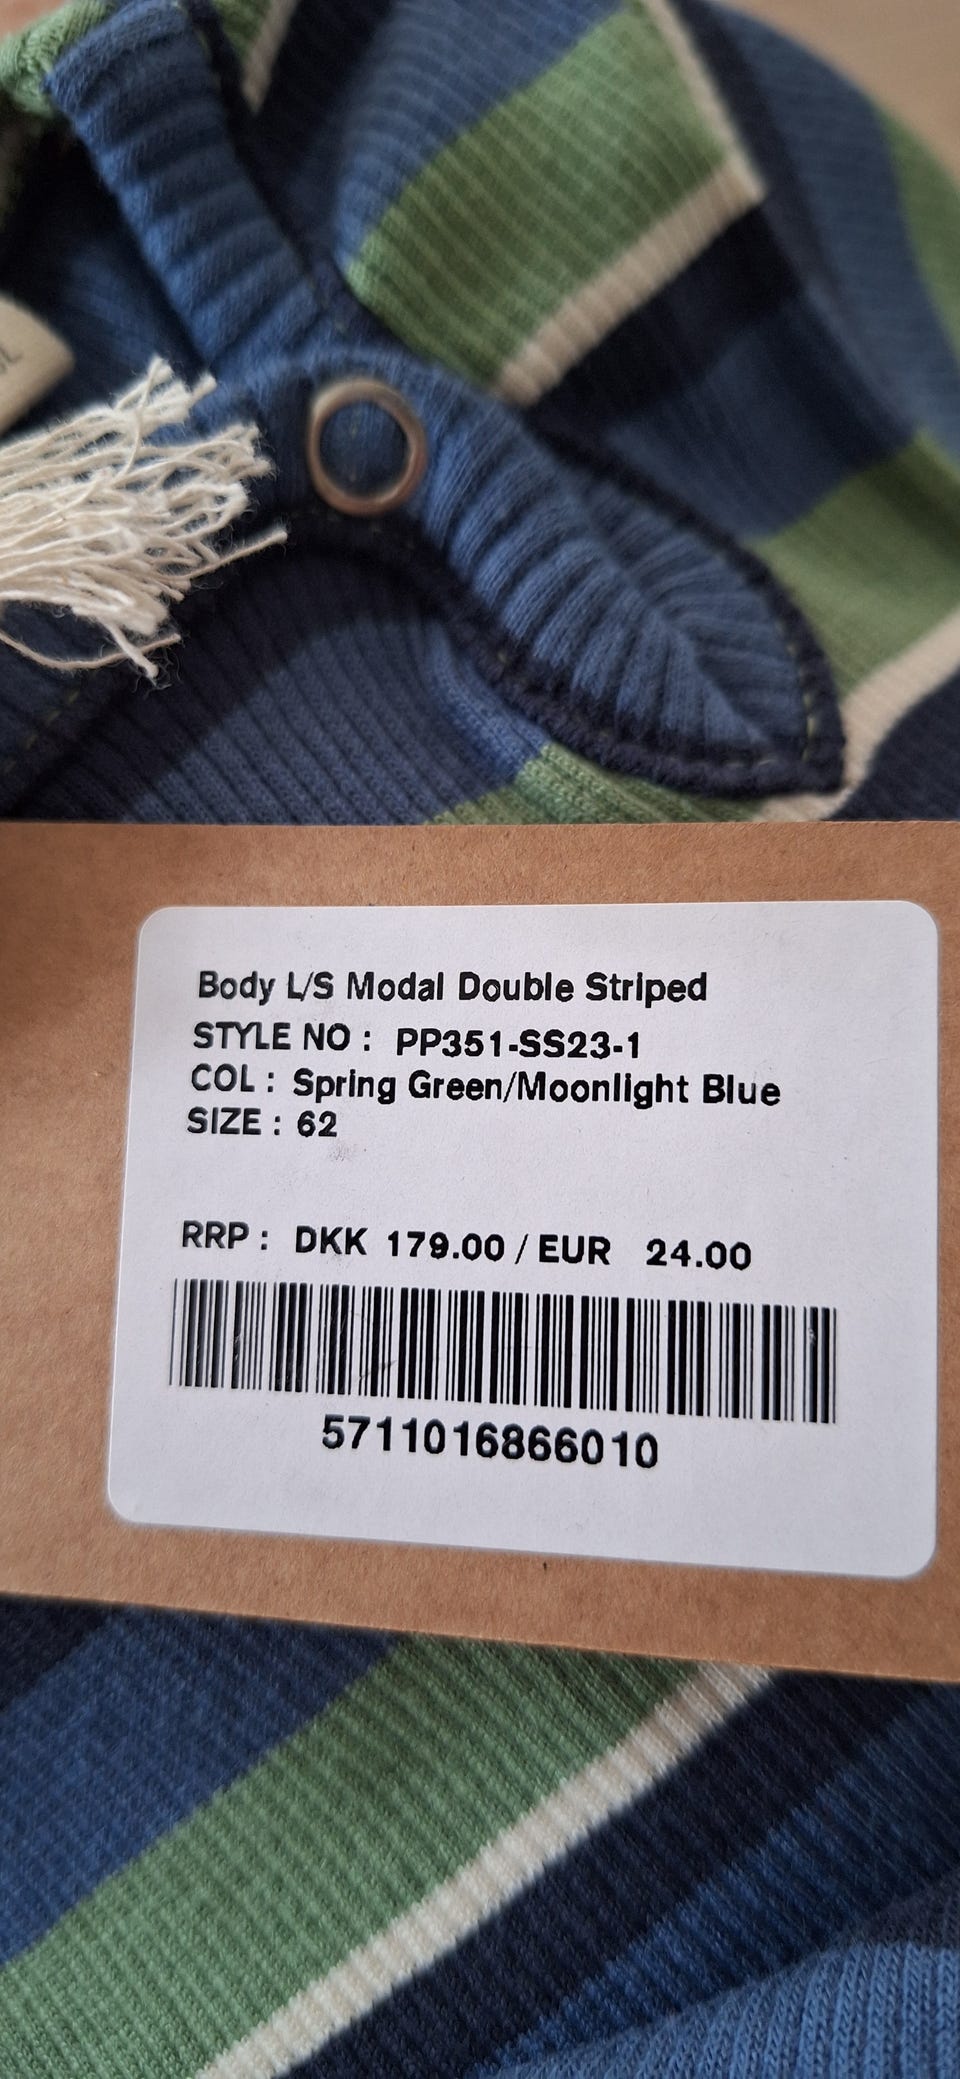 Body L/S Modal Double Striped
STYLE NO : PP351-SS23-1
COL : Spring Green/Moonlight Blue
SIZE : 62
RRP : DKK 179.00 / EUR 24.00
5711016866010